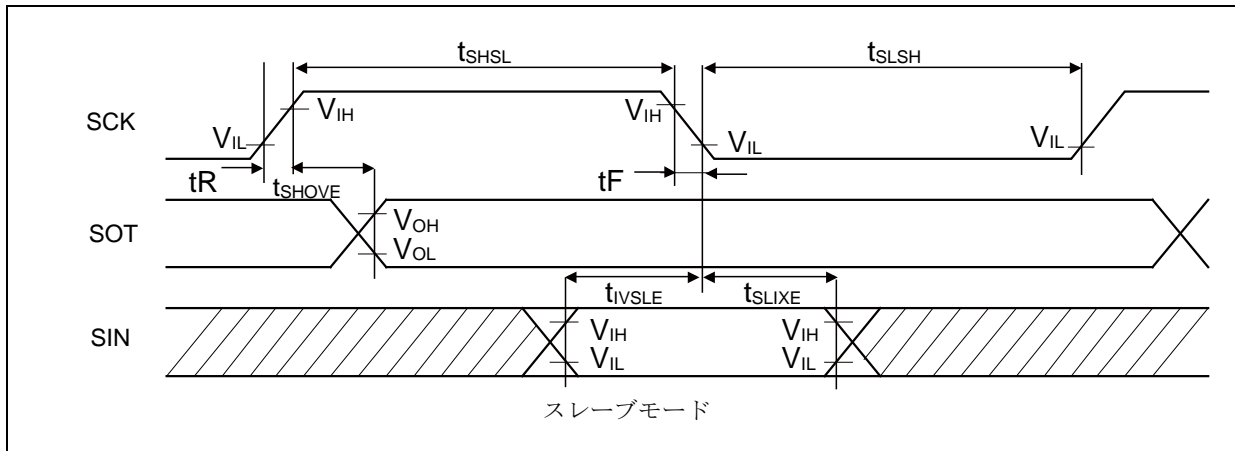 tSHSL tSLSH
SCK VIL VIH VIH VIL VIL
tR tSHOVE tF
SOT VOH
VOL
tIVSLE tSLIXE
SIN VIH VIH
VIL VIL
スレーブモード